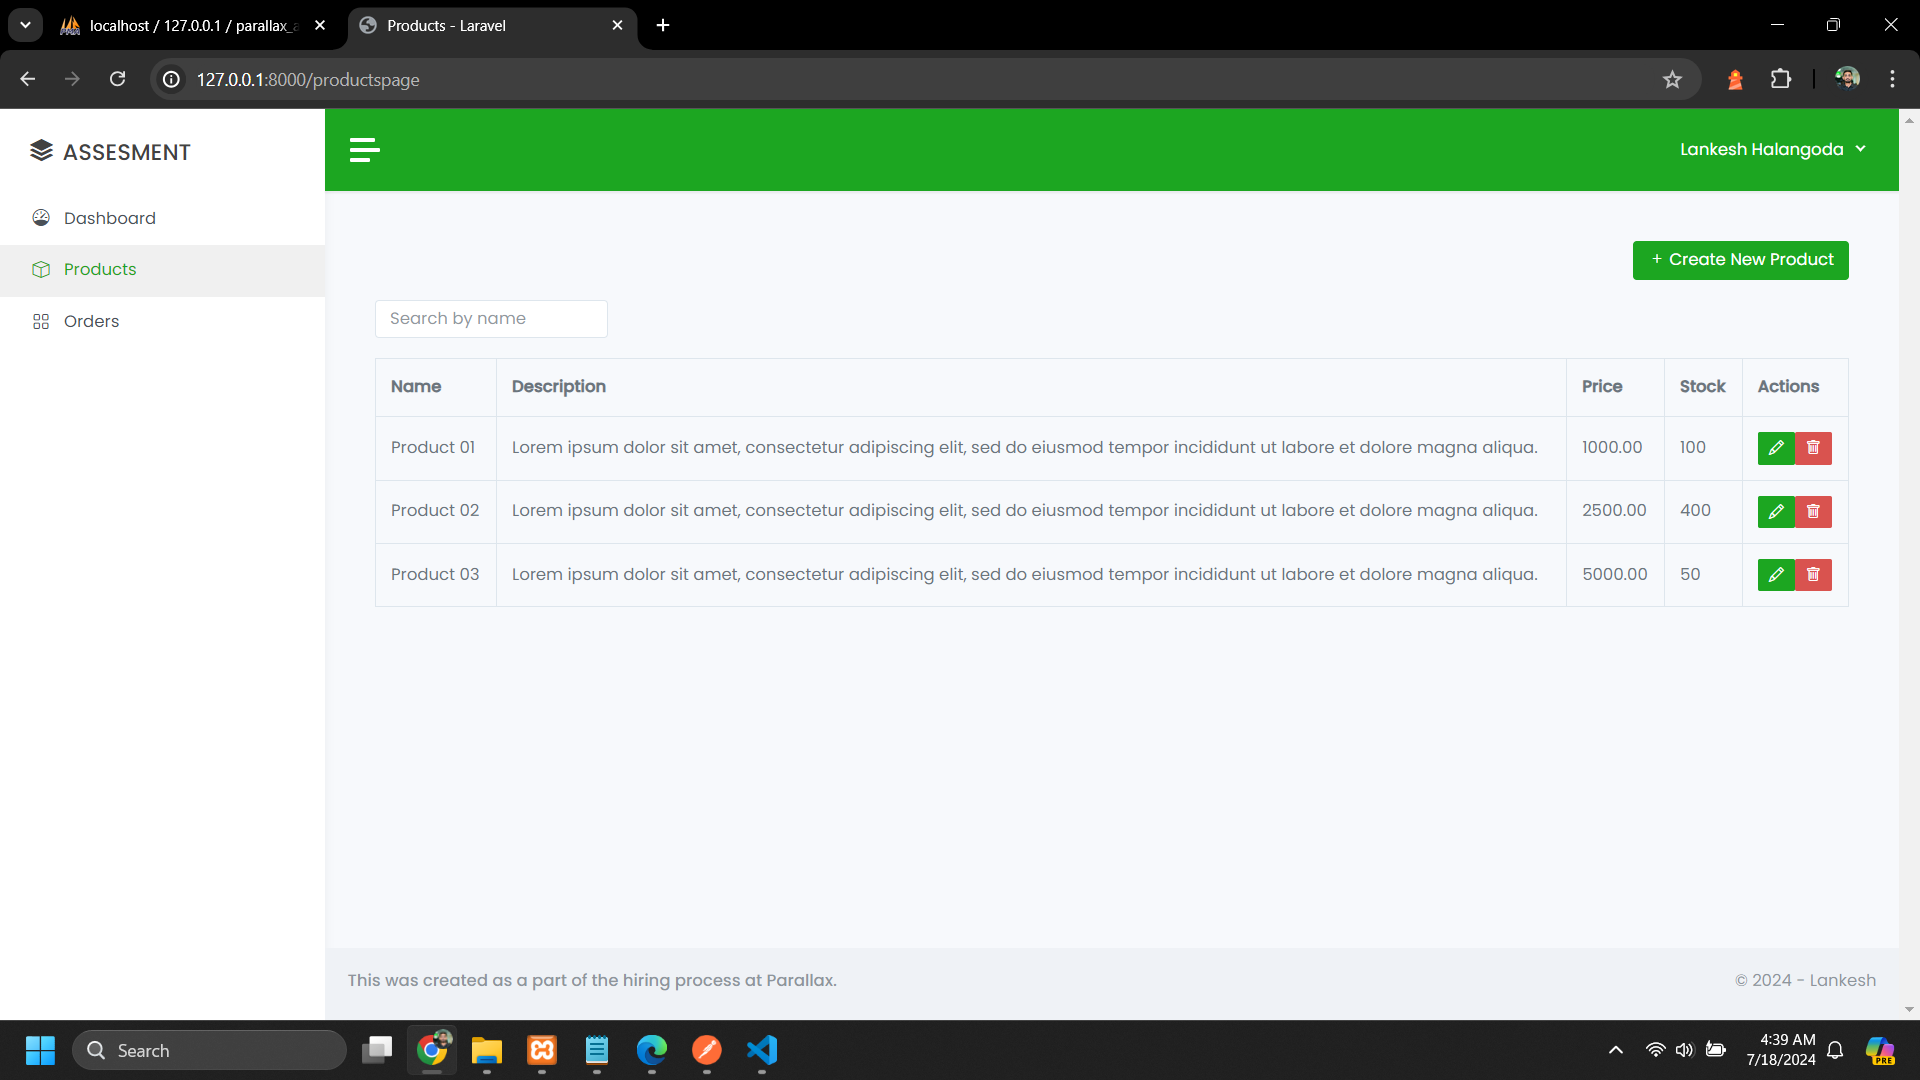 localhost / 127.0.0.1 / parallax_a
Products - Laravel
127.0.0.1:8000/productspage
ASSESMENT
Lankesh Halangoda
Dashboard
Products
Orders
+ Create New Product
Search by name
Name Description Price Stock Actions
Product 01 Lorem ipsum dolor sit amet, consectetur adipiscing elit, sed do eiusmod tempor incididunt ut labore et dolore magna aliqua. 1000.00 100
Product 02 Lorem ipsum dolor sit amet, consectetur adipiscing elit, sed do eiusmod tempor incididunt ut labore et dolore magna aliqua. 2500.00 400
Product 03 Lorem ipsum dolor sit amet, consectetur adipiscing elit, sed do eiusmod tempor incididunt ut labore et dolore magna aliqua. 5000.00 50
This was created as a part of the hiring process at Parallax.
© 2024 - Lankesh
Search
4:39 AM
7/18/2024
PRE